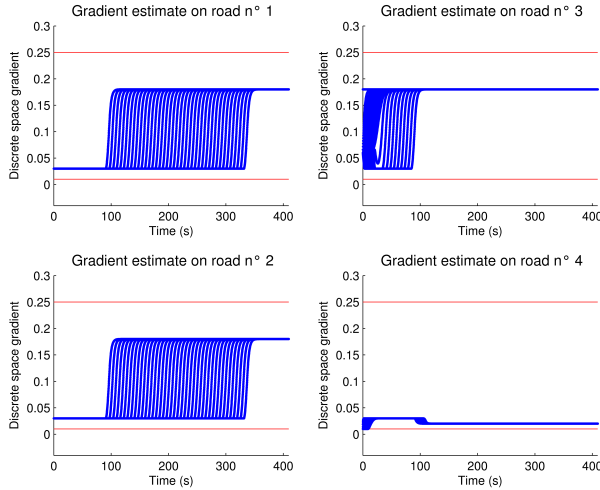 Gradient estimate on road n° 1
Discrete space gradient
0.3
0.25
0.2
0.15
0.1
0.05
0
0 100 200 300 400
Time (s)
Gradient estimate on road n° 3
Discrete space gradient
0.3
0.25
0.2
0.15
0.1
0.05
0
0 100 200 300 400
Time (s)
Gradient estimate on road n° 2
Discrete space gradient
0.3
0.25
0.2
0.15
0.1
0.05
0
0 100 200 300 400
Time (s)
Gradient estimate on road n° 4
Discrete space gradient
0.3
0.25
0.2
0.15
0.1
0.05
0
0 100 200 300 400
Time (s)